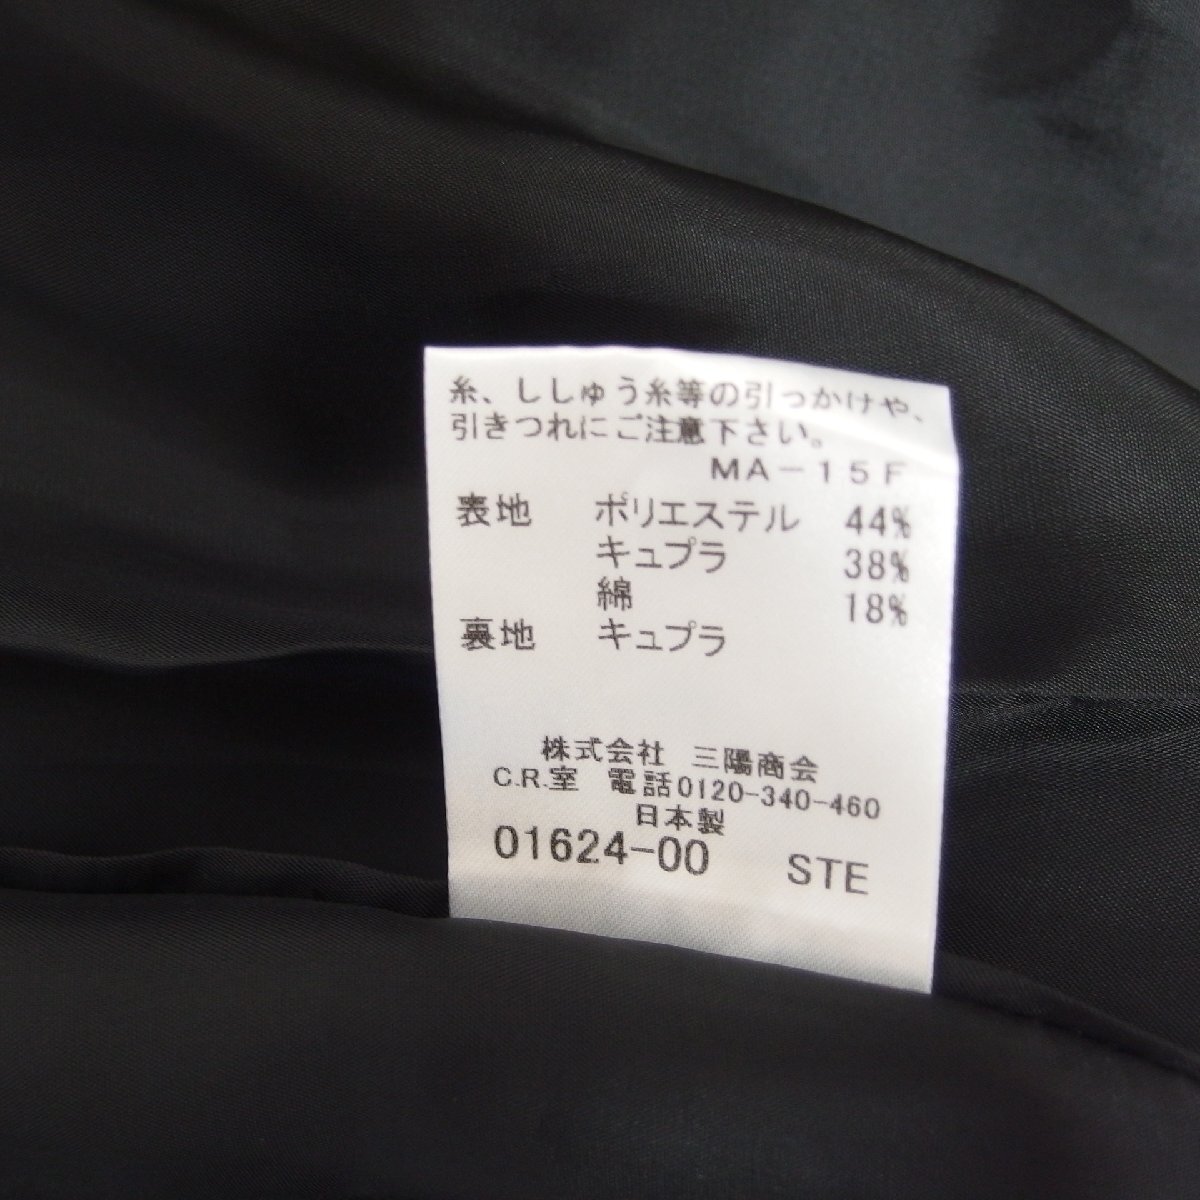 糸、ししゅう糸等の引っかけや、
引きつれにご注意下さい。
MA-15F
表地 ポリエステル 44%
キュプラ 38%
綿 18%
裏地 キュプラ
株式会社 三陽商会
C.R.室 電話0120-340-460
日本製
01624-00 STE